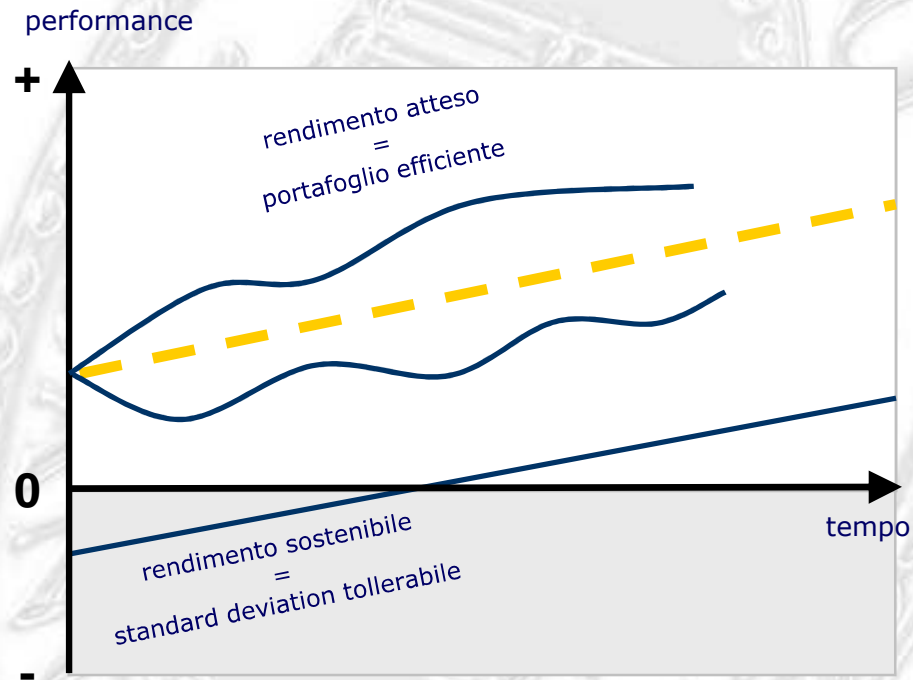 performance
+
rendimento atteso
=
portafoglio efficiente
0
tempo
rendimento sostenibile
=
standard deviation tollerabile
-